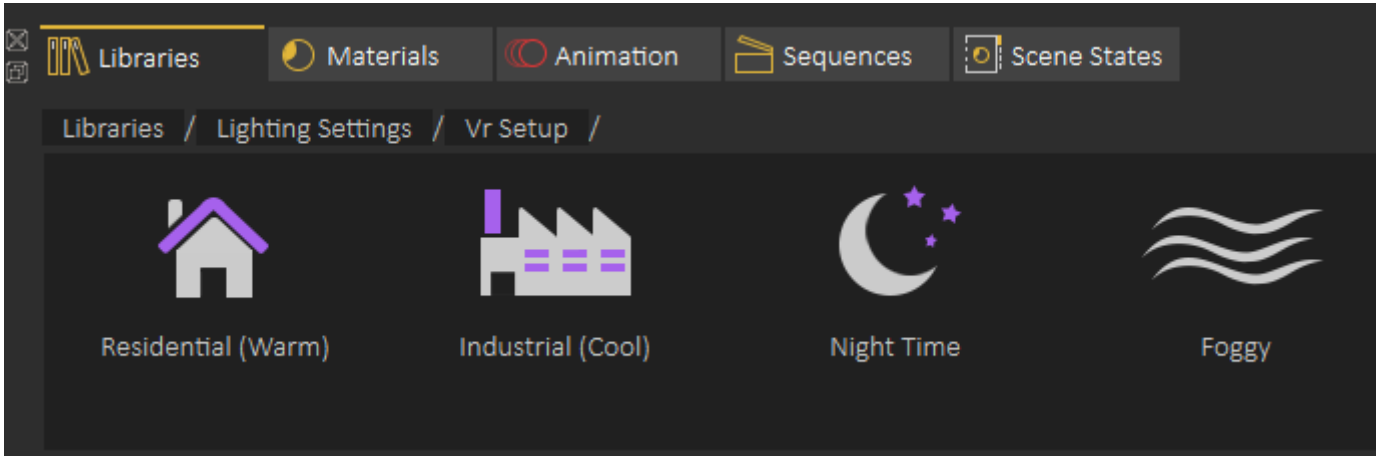 Libraries Materials Animation Sequences Scene States
Libraries / Lighting Settings / Vr Setup /
Residential (Warm) Industrial (Cool) Night Time Foggy